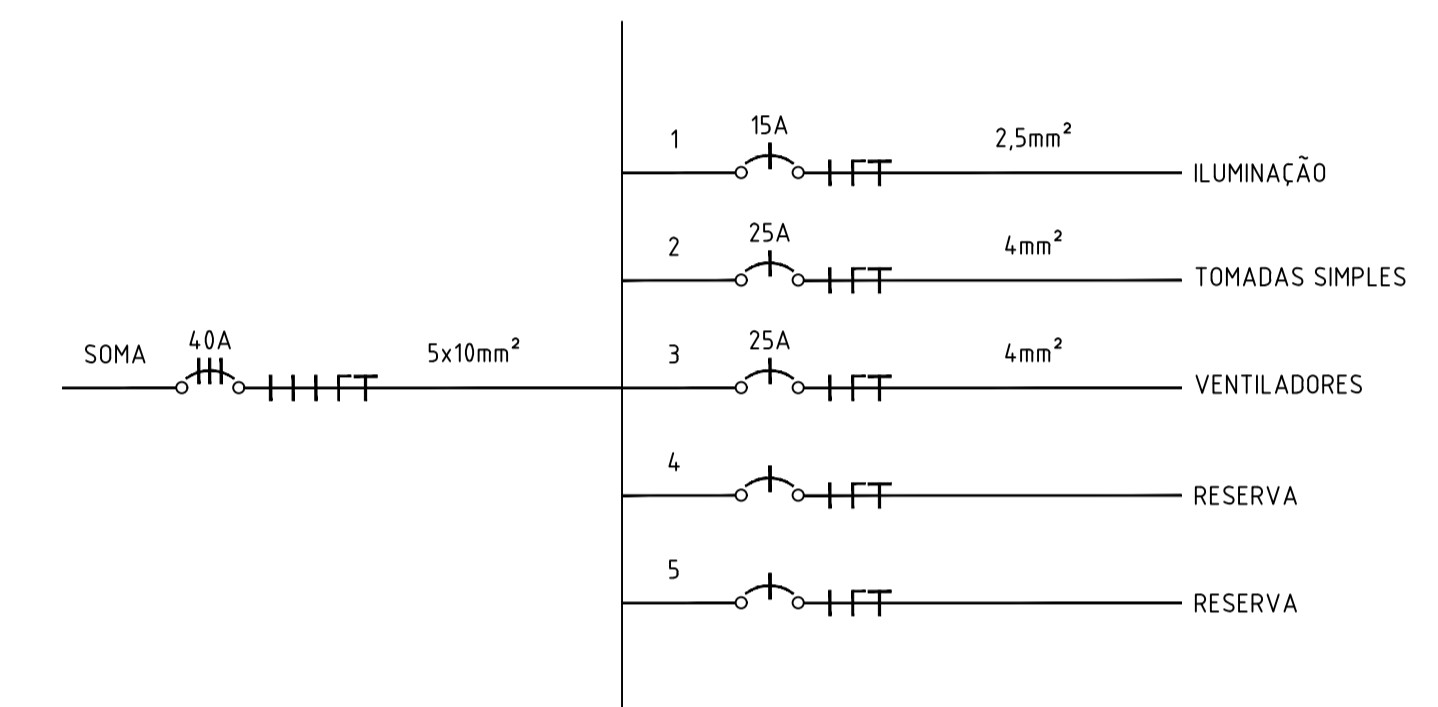 SOMA
40A
5x10mm²
1
15A
2,5mm²
ILUMINAÇÃO
2
25A
4mm²
TOMADAS SIMPLES
3
25A
4mm²
VENTILADORES
4
RESERVA
5
RESERVA